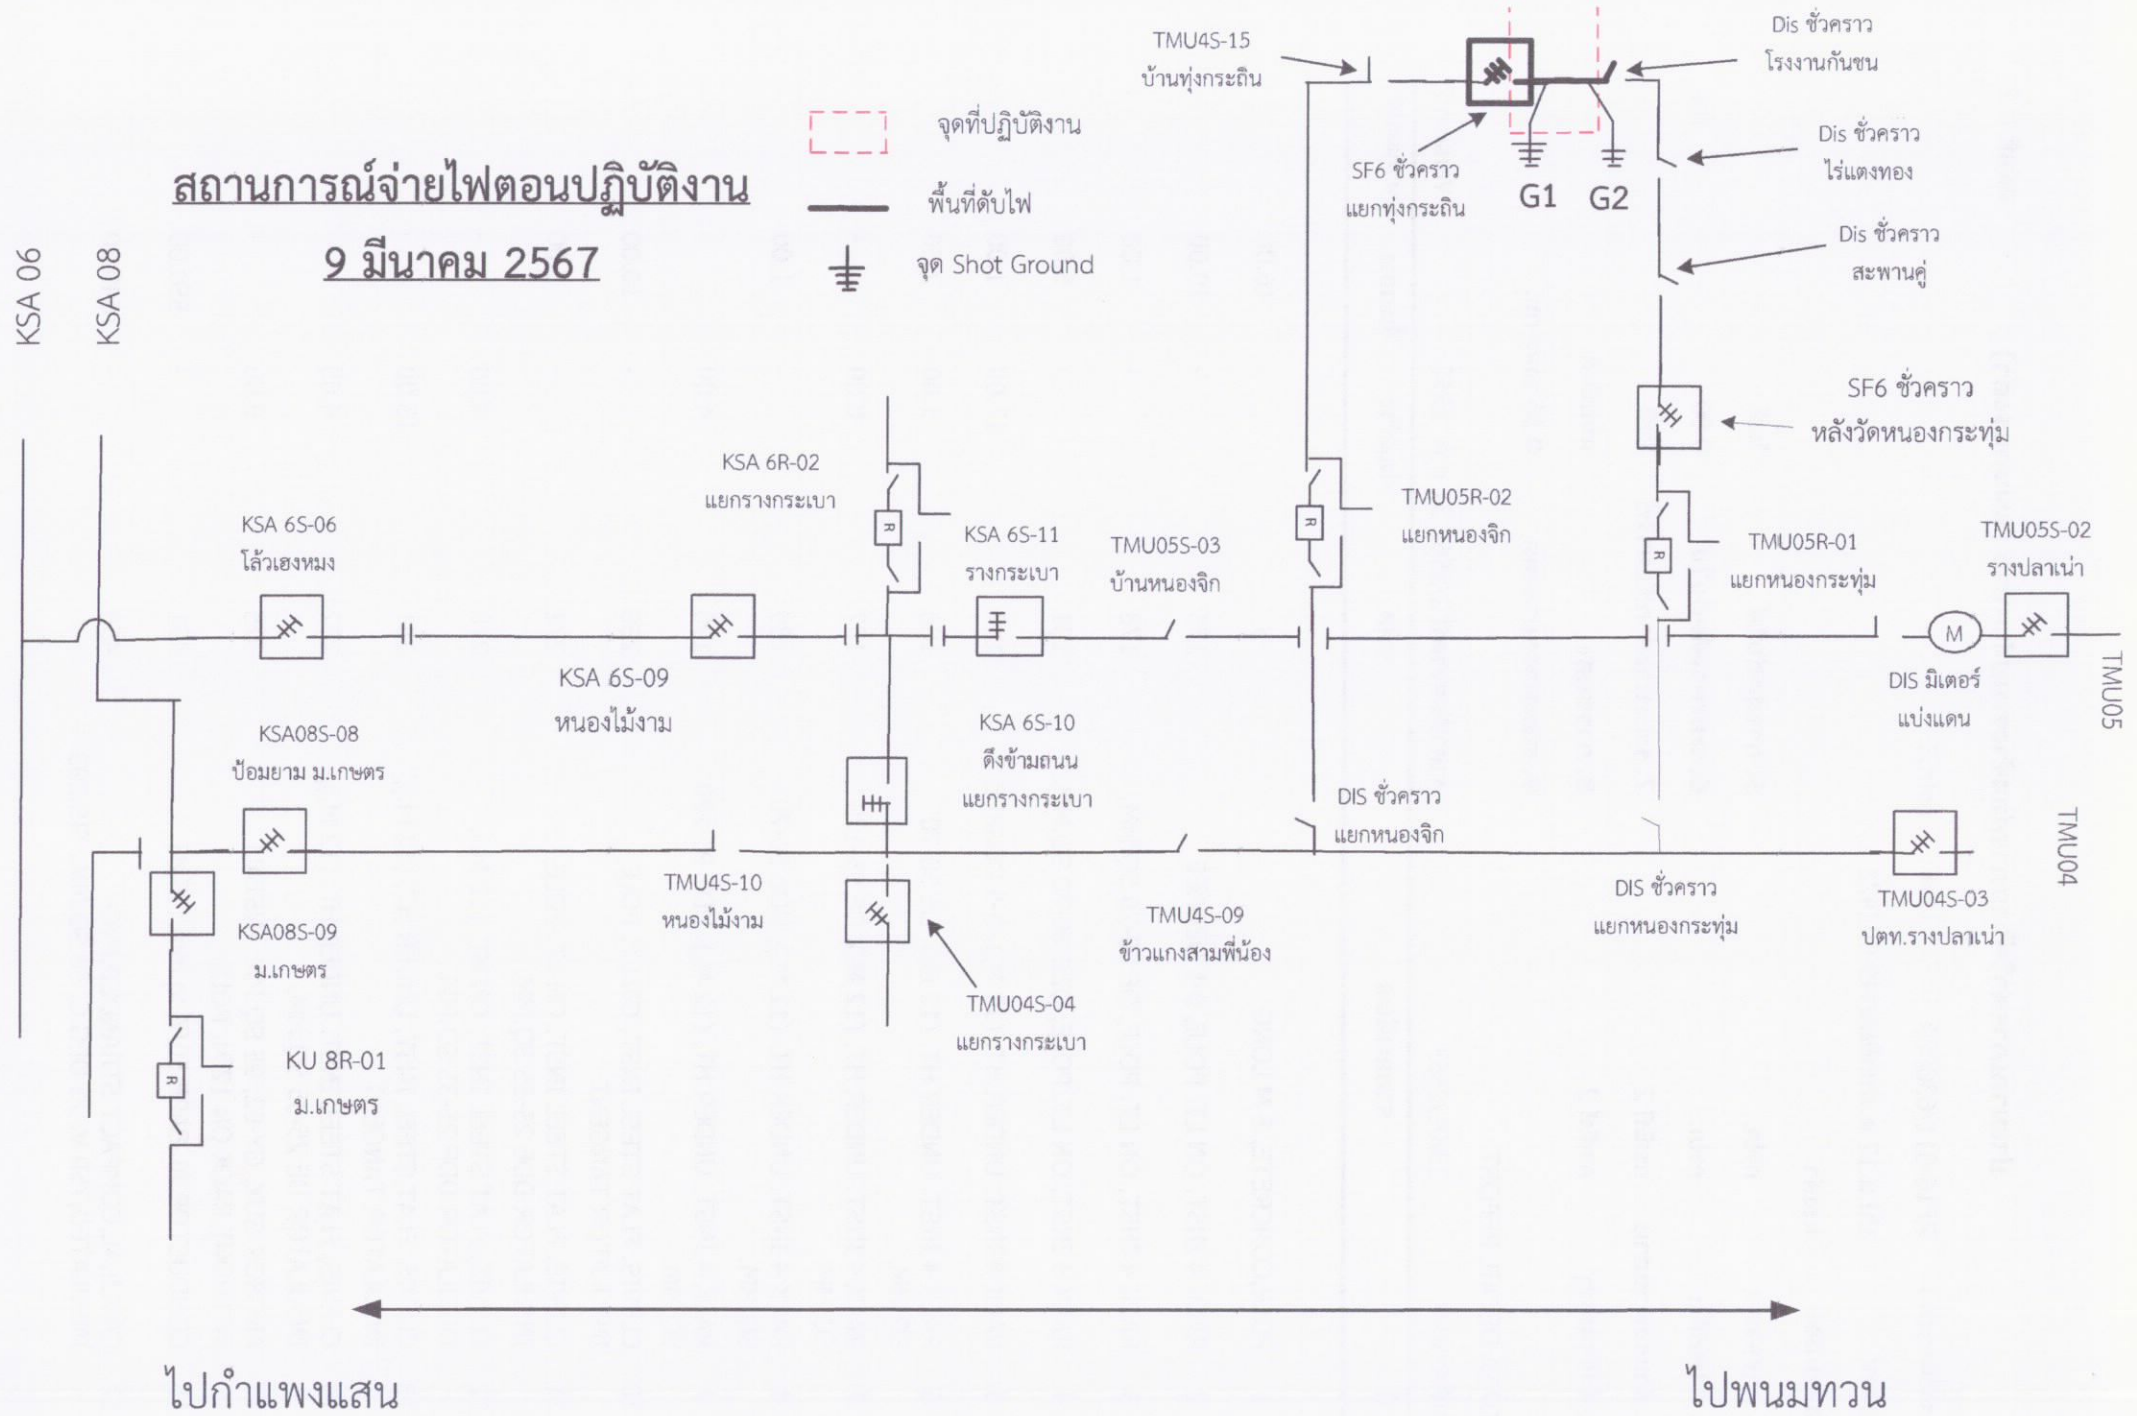 TMU4S-15
บ้านทุ่งกระถิน
Dis ชั่วคราว
โรงงานกันชน
จุดที่ปฏิบัติงาน
SF6 ชั่วคราว
แยกทุ่งกระถิน
G1
G2
Dis ชั่วคราว
ไร่แตงทอง
สถานการณ์จ่ายไฟตอนปฏิบัติงาน
9 มีนาคม 2567
พื้นที่ดับไฟ
จุด Shot Ground
Dis ชั่วคราว
สะพานคู่
KSA 06
KSA 08
SF6 ชั่วคราว
หลังวัดหนองกระทุ่ม
KSA 6S-06
โล้วเฮงหมง
KSA 6R-02
แยกรางกระเบา
R
KSA 6S-11
รางกระเบา
TMU05S-03
บ้านหนองจิก
R
TMU05R-02
แยกหนองจิก
R
TMU05R-01
แยกหนองกระทุ่ม
TMU05S-02
รางปลาเน่า
KSA 6S-09
หนองไม้งาม
M
DIS มิเตอร์
แบ่งแดน
TMU05
KSA08S-08
ป้อมยาม ม.เกษตร
KSA 6S-10
ดึงข้ามถนน
แยกรางกระเบา
DIS ชั่วคราว
แยกหนองจิก
TMU04
KSA08S-09
ม.เกษตร
TMU4S-10
หนองไม้งาม
TMU4S-09
ข้าวแกงสามพี่น้อง
DIS ชั่วคราว
แยกหนองกระทุ่ม
TMU04S-03
ปตท.รางปลาเน่า
TMU04S-04
แยกรางกระเบา
R
KU 8R-01
ม.เกษตร
ไปกำแพงแสน
ไปพนมทวน